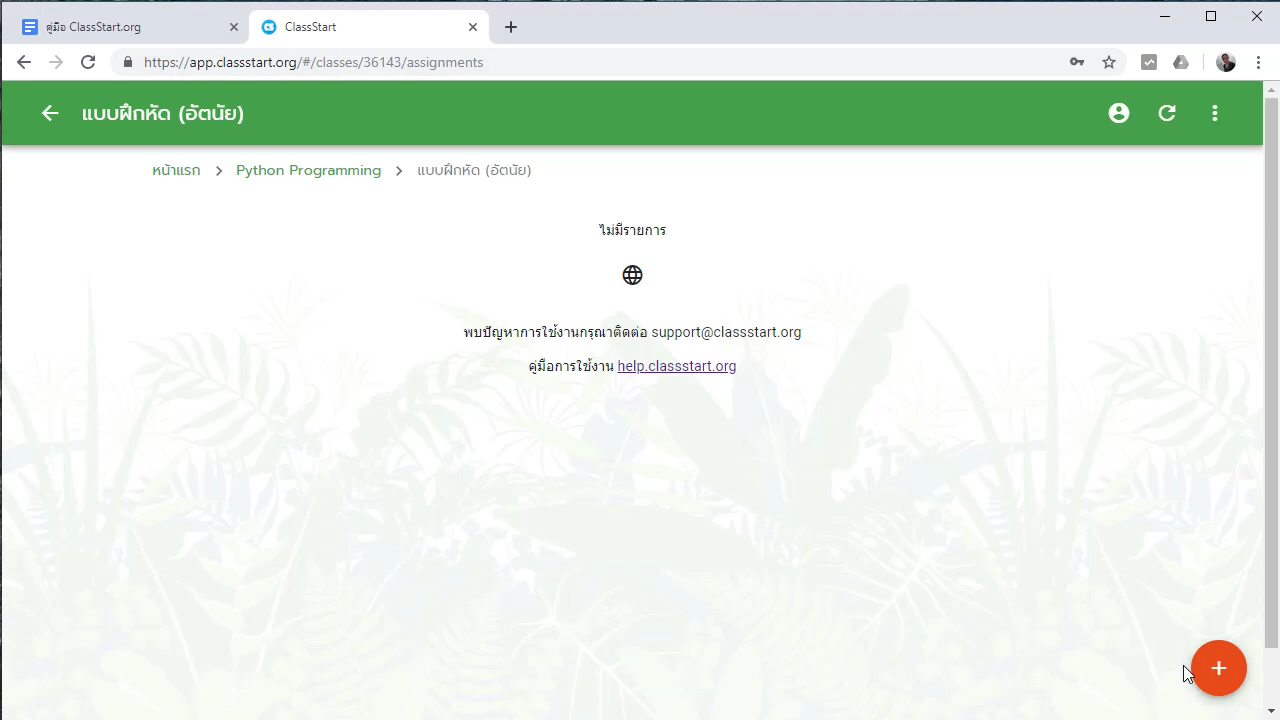 คู่มือ ClassStart.org
ClassStart
https://app.classstart.org/#/classes/36143/assignments
แบบฝึกหัด (อัตนัย)
หน้าแรก > Python Programming > แบบฝึกหัด (อัตนัย)
ไม่มีรายการ
พบปัญหาการใช้งานกรุณาติดต่อ support@classstart.org
คู่มือการใช้งาน help.classstart.org